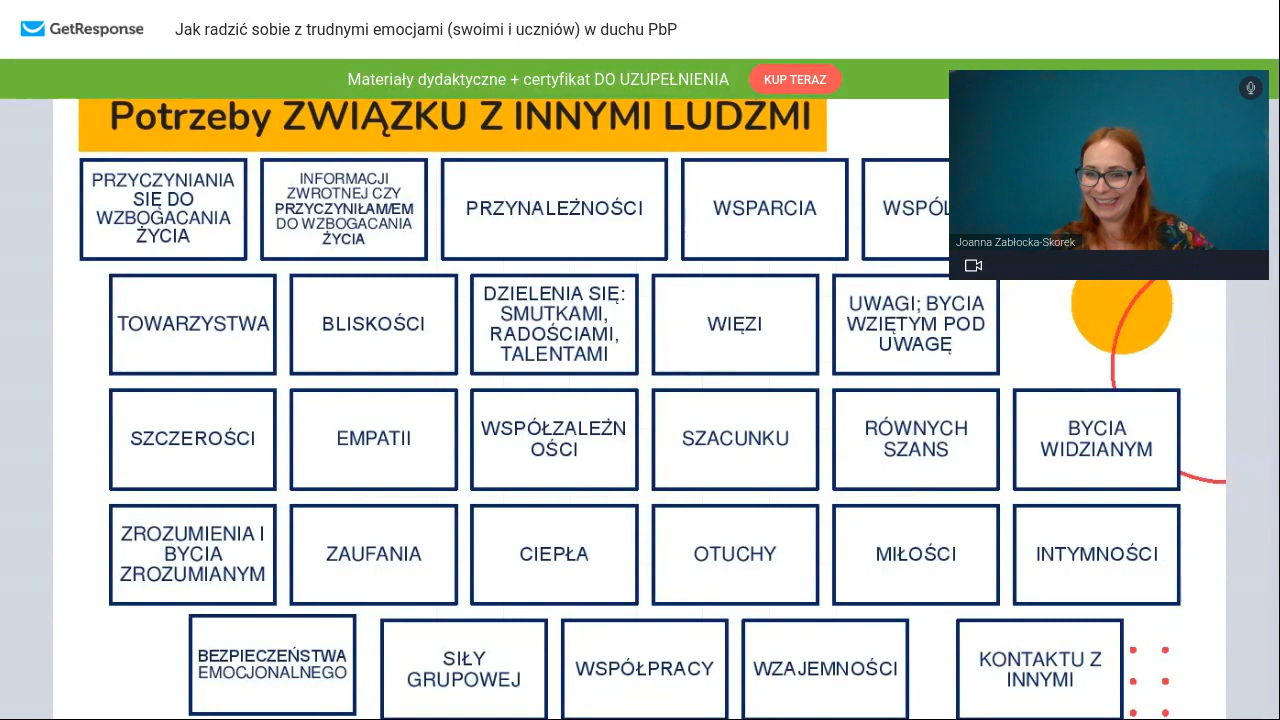 GetResponse
Jak radzić sobie z trudnymi emocjami (swoimi i uczniów) w duchu PbP
Materiały dydaktyczne + certyfikat DO UZUPEŁNIENIA
KUP TERAZ
Potrzeby ZWIĄZKU Z INNYMI LUDŹMI
PRZYCZYNIANIA
SIĘ DO
WZBOGACANIA
ŻYCIA
INFORMACJI
ZWROTNEJ CZY
PRZYCZYNIŁAM/EM
DO WZBOGACANIA
ŻYCIA
PRZYNALEŻNOŚCI
WSPARCIA
WSPÓL
Joanna Zabłocka-Skorek
TOWARZYSTWA
BLISKOŚCI
DZIELENIA SIĘ:
SMUTKAMI,
RADOŚCIAMI,
TALENTAMI
WIĘZI
UWAGI; BYCIA
WZIĘTYM POD
UWAGĘ
SZCZEROŚCI
EMPATII
WSPÓŁZALEŻN
OŚCI
SZACUNKU
RÓWNYCH
SZANS
BYCIA
WIDZIANYM
ZROZUMIENIA I
BYCIA
ZROZUMIANYM
ZAUFANIA
CIEPŁA
OTUCHY
MIŁOŚCI
INTYMNOŚCI
BEZPIECZEŃSTWA
EMOCJONALNEGO
SIŁY
GRUPOWEJ
WSPÓŁPRACY
WZAJEMNOŚCI
KONTAKTU Z
INNYMI